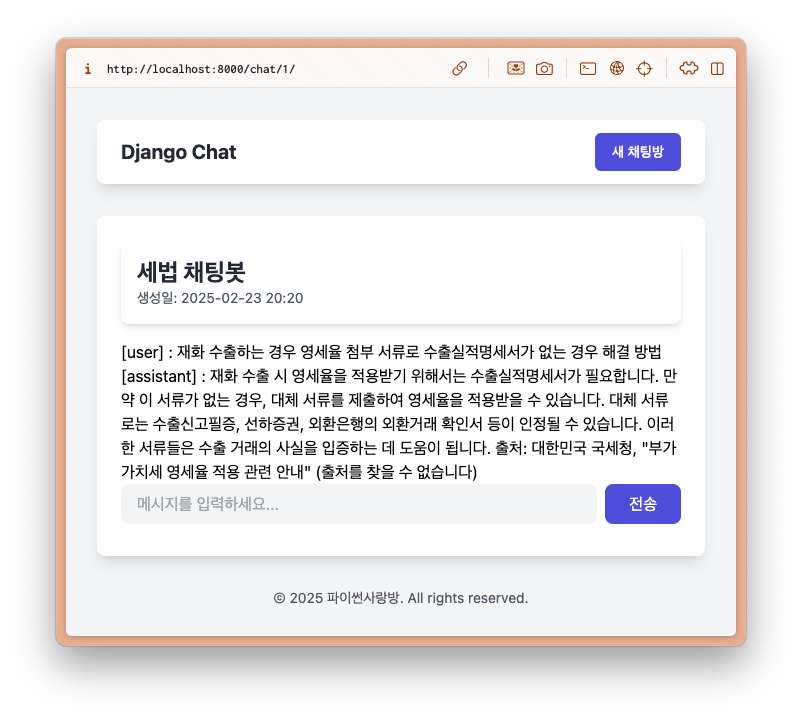 http://localhost:8000/chat/1/
Django Chat
새 채팅방
세법 채팅봇
생성일: 2025-02-23 20:20
[user] : 재화 수출하는 경우 영세율 첨부 서류로 수출실적명세서가 없는 경우 해결 방법
[assistant] : 재화 수출 시 영세율을 적용받기 위해서는 수출실적명세서가 필요합니다. 만
약 이 서류가 없는 경우, 대체 서류를 제출하여 영세율을 적용받을 수 있습니다. 대체 서류
로는 수출신고필증, 선하증권, 외환은행의 외환거래 확인서 등이 인정될 수 있습니다. 이러
한 서류들은 수출 거래의 사실을 입증하는 데 도움이 됩니다. 출처: 대한민국 국세청, "부가
가치세 영세율 적용 관련 안내" (출처를 찾을 수 없습니다)
메시지를 입력하세요...
전송
© 2025 파이썬사랑방. All rights reserved.